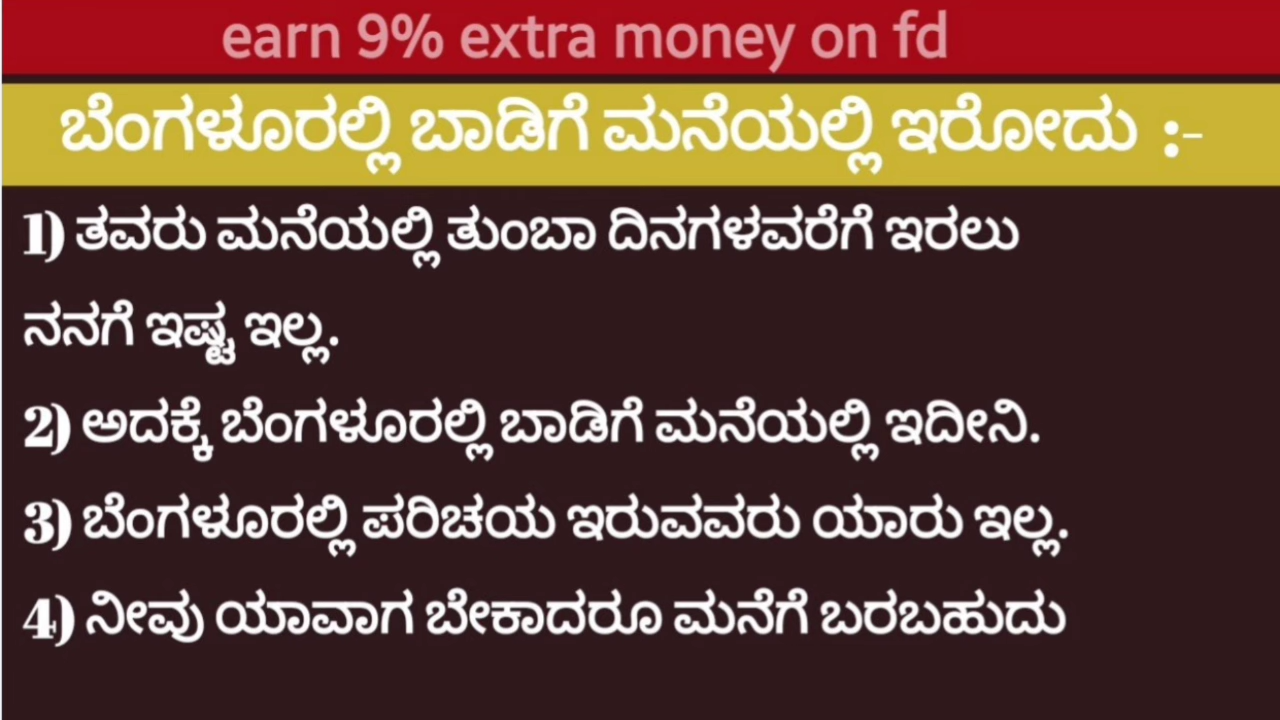 earn 9% extra money on fd
ಬೆಂಗಳೂರಲ್ಲಿ ಬಾಡಿಗೆ ಮನೆಯಲ್ಲಿ ಇರೋದು :-
1) ತವರು ಮನೆಯಲ್ಲಿ ತುಂಬಾ ದಿನಗಳವರೆಗೆ ಇರಲು
ನನಗೆ ಇಷ್ಟ ಇಲ್ಲ.
2) ಅದಕ್ಕೆ ಬೆಂಗಳೂರಲ್ಲಿ ಬಾಡಿಗೆ ಮನೆಯಲ್ಲಿ ಇದೀನಿ.
3) ಬೆಂಗಳೂರಲ್ಲಿ ಪರಿಚಯ ಇರುವವರು ಯಾರು ಇಲ್ಲ.
4) ನೀವು ಯಾವಾಗ ಬೇಕಾದರೂ ಮನೆಗೆ ಬರಬಹುದು